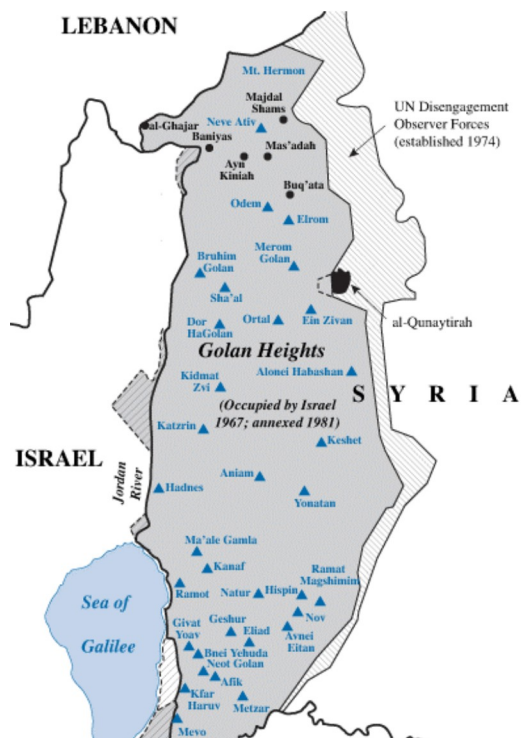 LEBANON
Mt. Hermon
Majdal
Shams
Neve Ativ
al-Ghajar
Baniyas
Mas'adah
Ayn
Kiniah
Buq'ata
UN Disengagement
Observer Forces
(established 1974)
Odem
Elrom
Merom
Golan
Bruhim
Golan
Sha'al
al-Qunaytirah
Dor
HaGolan
Ortal
Ein Zivan
Golan Heights
Alonei Habashan
Kidmat
Zvi
SYRIA
(Occupied by Israel
1967; annexed 1981)
Katzrin
Keshet
ISRAEL
Jordan
River
Aniam
Hadnes
Yonatan
Ma'ale Gamla
Kanaf
Ramat
Magshimim
Ramot
Natur
Hispin
Sea of
Galilee
Nov
Geshur
Givat
Yoav
Eliad
Avnei
Eitan
Bnei Yehuda
Neot Golan
Afik
Kfar
Haruv
Metzar
Mevo